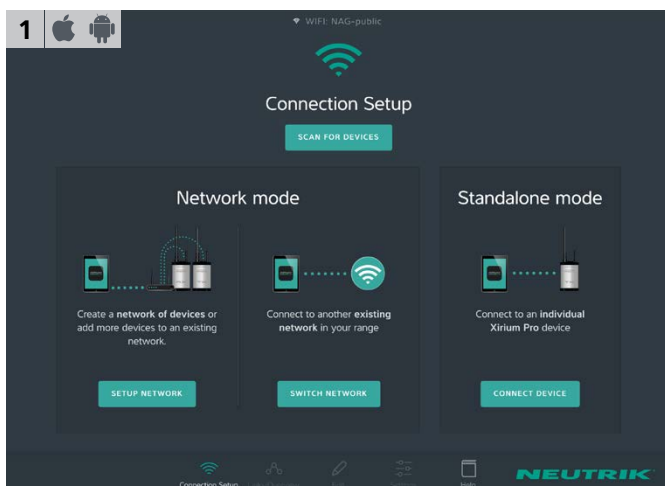 1
WIFI: NAG-public
Connection Setup
SCAN FOR DEVICES
Network mode
Create a network of devices or
add more devices to an existing
network.
SETUP NETWORK
Connect to another existing
network in your range
SWITCH NETWORK
Standalone mode
Connect to an individual
Xirium Pro device
CONNECT DEVICE
Connection Setup
NEUTRIK